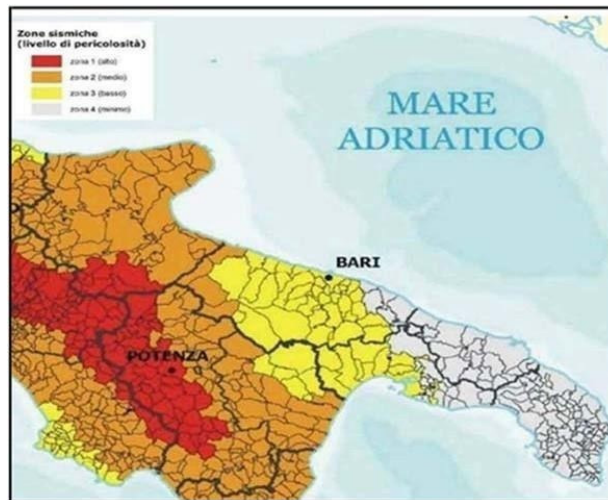 Zone sismiche
(livello di pericolosità)
zona 1 (alto)
zona 2 (medio)
zona 3 (basso)
zona 4 (minimo)
MARE
ADRIATICO
BARI
POTENZA